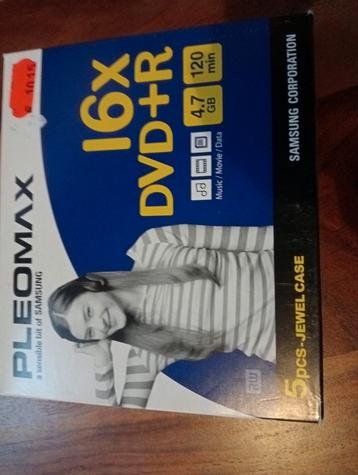 PLEOMAX
a sensible bit of SAMSUNG
16x
DVD+R
4.7
GB
120
min
Music / Movie / Data
SAMSUNG CORPORATION
5pcs-JEWEL CASE